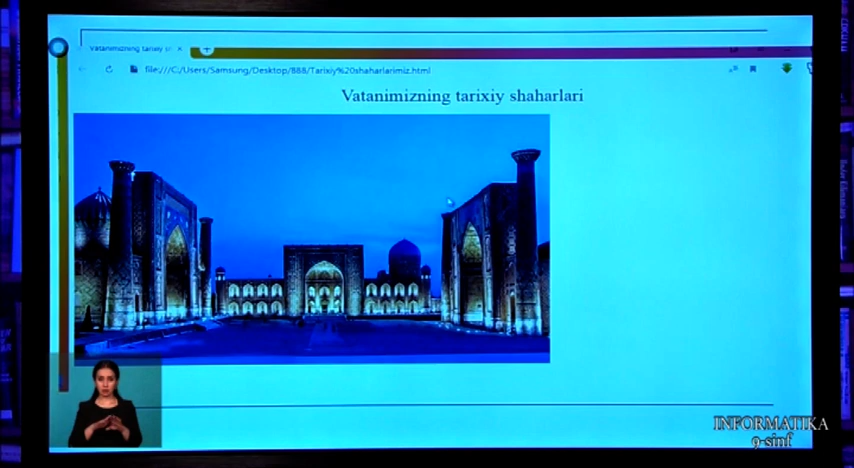 Vatanimizning tarixiy sh
file:///C:/Users/Samsung/Desktop/888/Tarixiy%20shaharlarimiz.html
Vatanimizning tarixiy shaharlari
INFORMATIKA
9-sinf